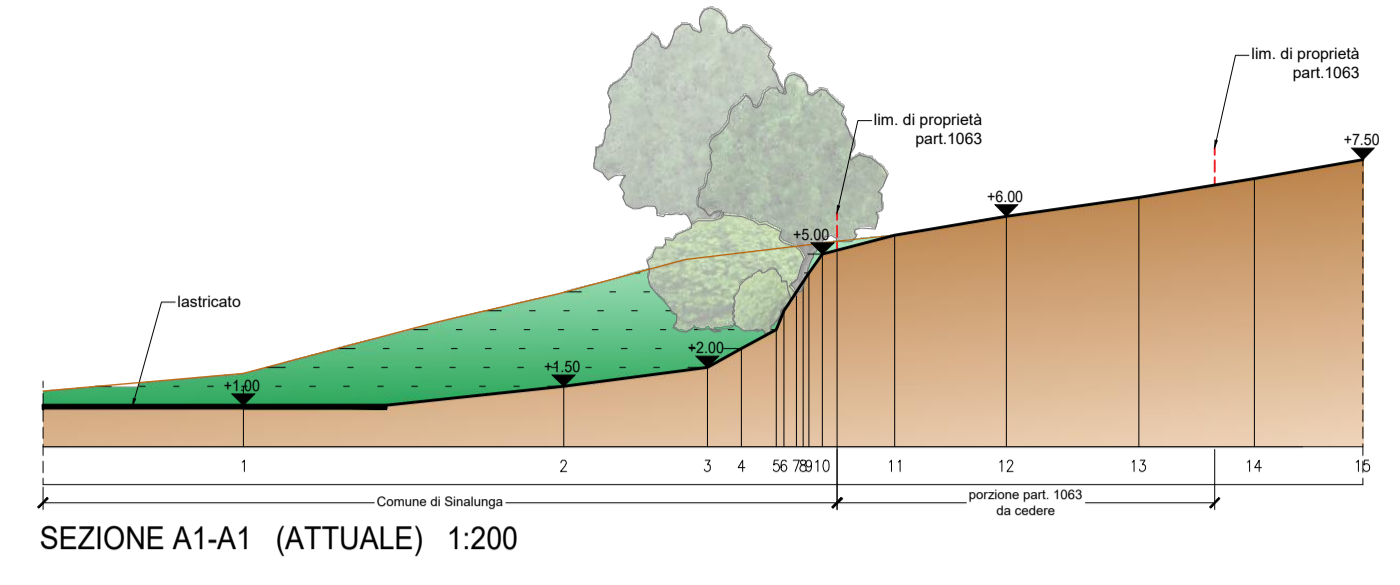 lim. di proprietà
part.1063
lim. di proprietà
part.1063
+7.50
+6.00
+5.00
lastricato
+2.00
+1.50
+1.00
1 2 3 4 5 6 7 8 9 10 11 12 13 14 15
Comune di Sinalunga
porzione part. 1063
da cedere
SEZIONE A1-A1 (ATTUALE) 1:200